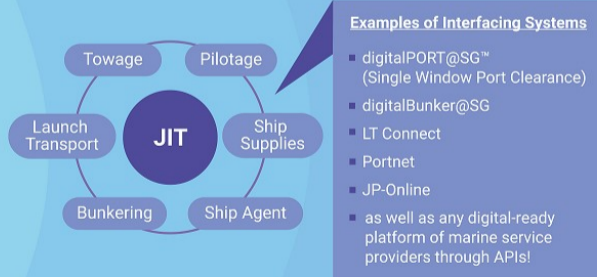 Towage
Pilotage
Launch
Transport
JIT
Ship
Supplies
Bunkering
Ship Agent
Examples of Interfacing Systems
▪ digitalPORT@SG™
(Single Window Port Clearance)
▪ digitalBunker@SG
▪ LT Connect
▪ Portnet
▪ JP-Online
▪ as well as any digital-ready
platform of marine service
providers through APIs!